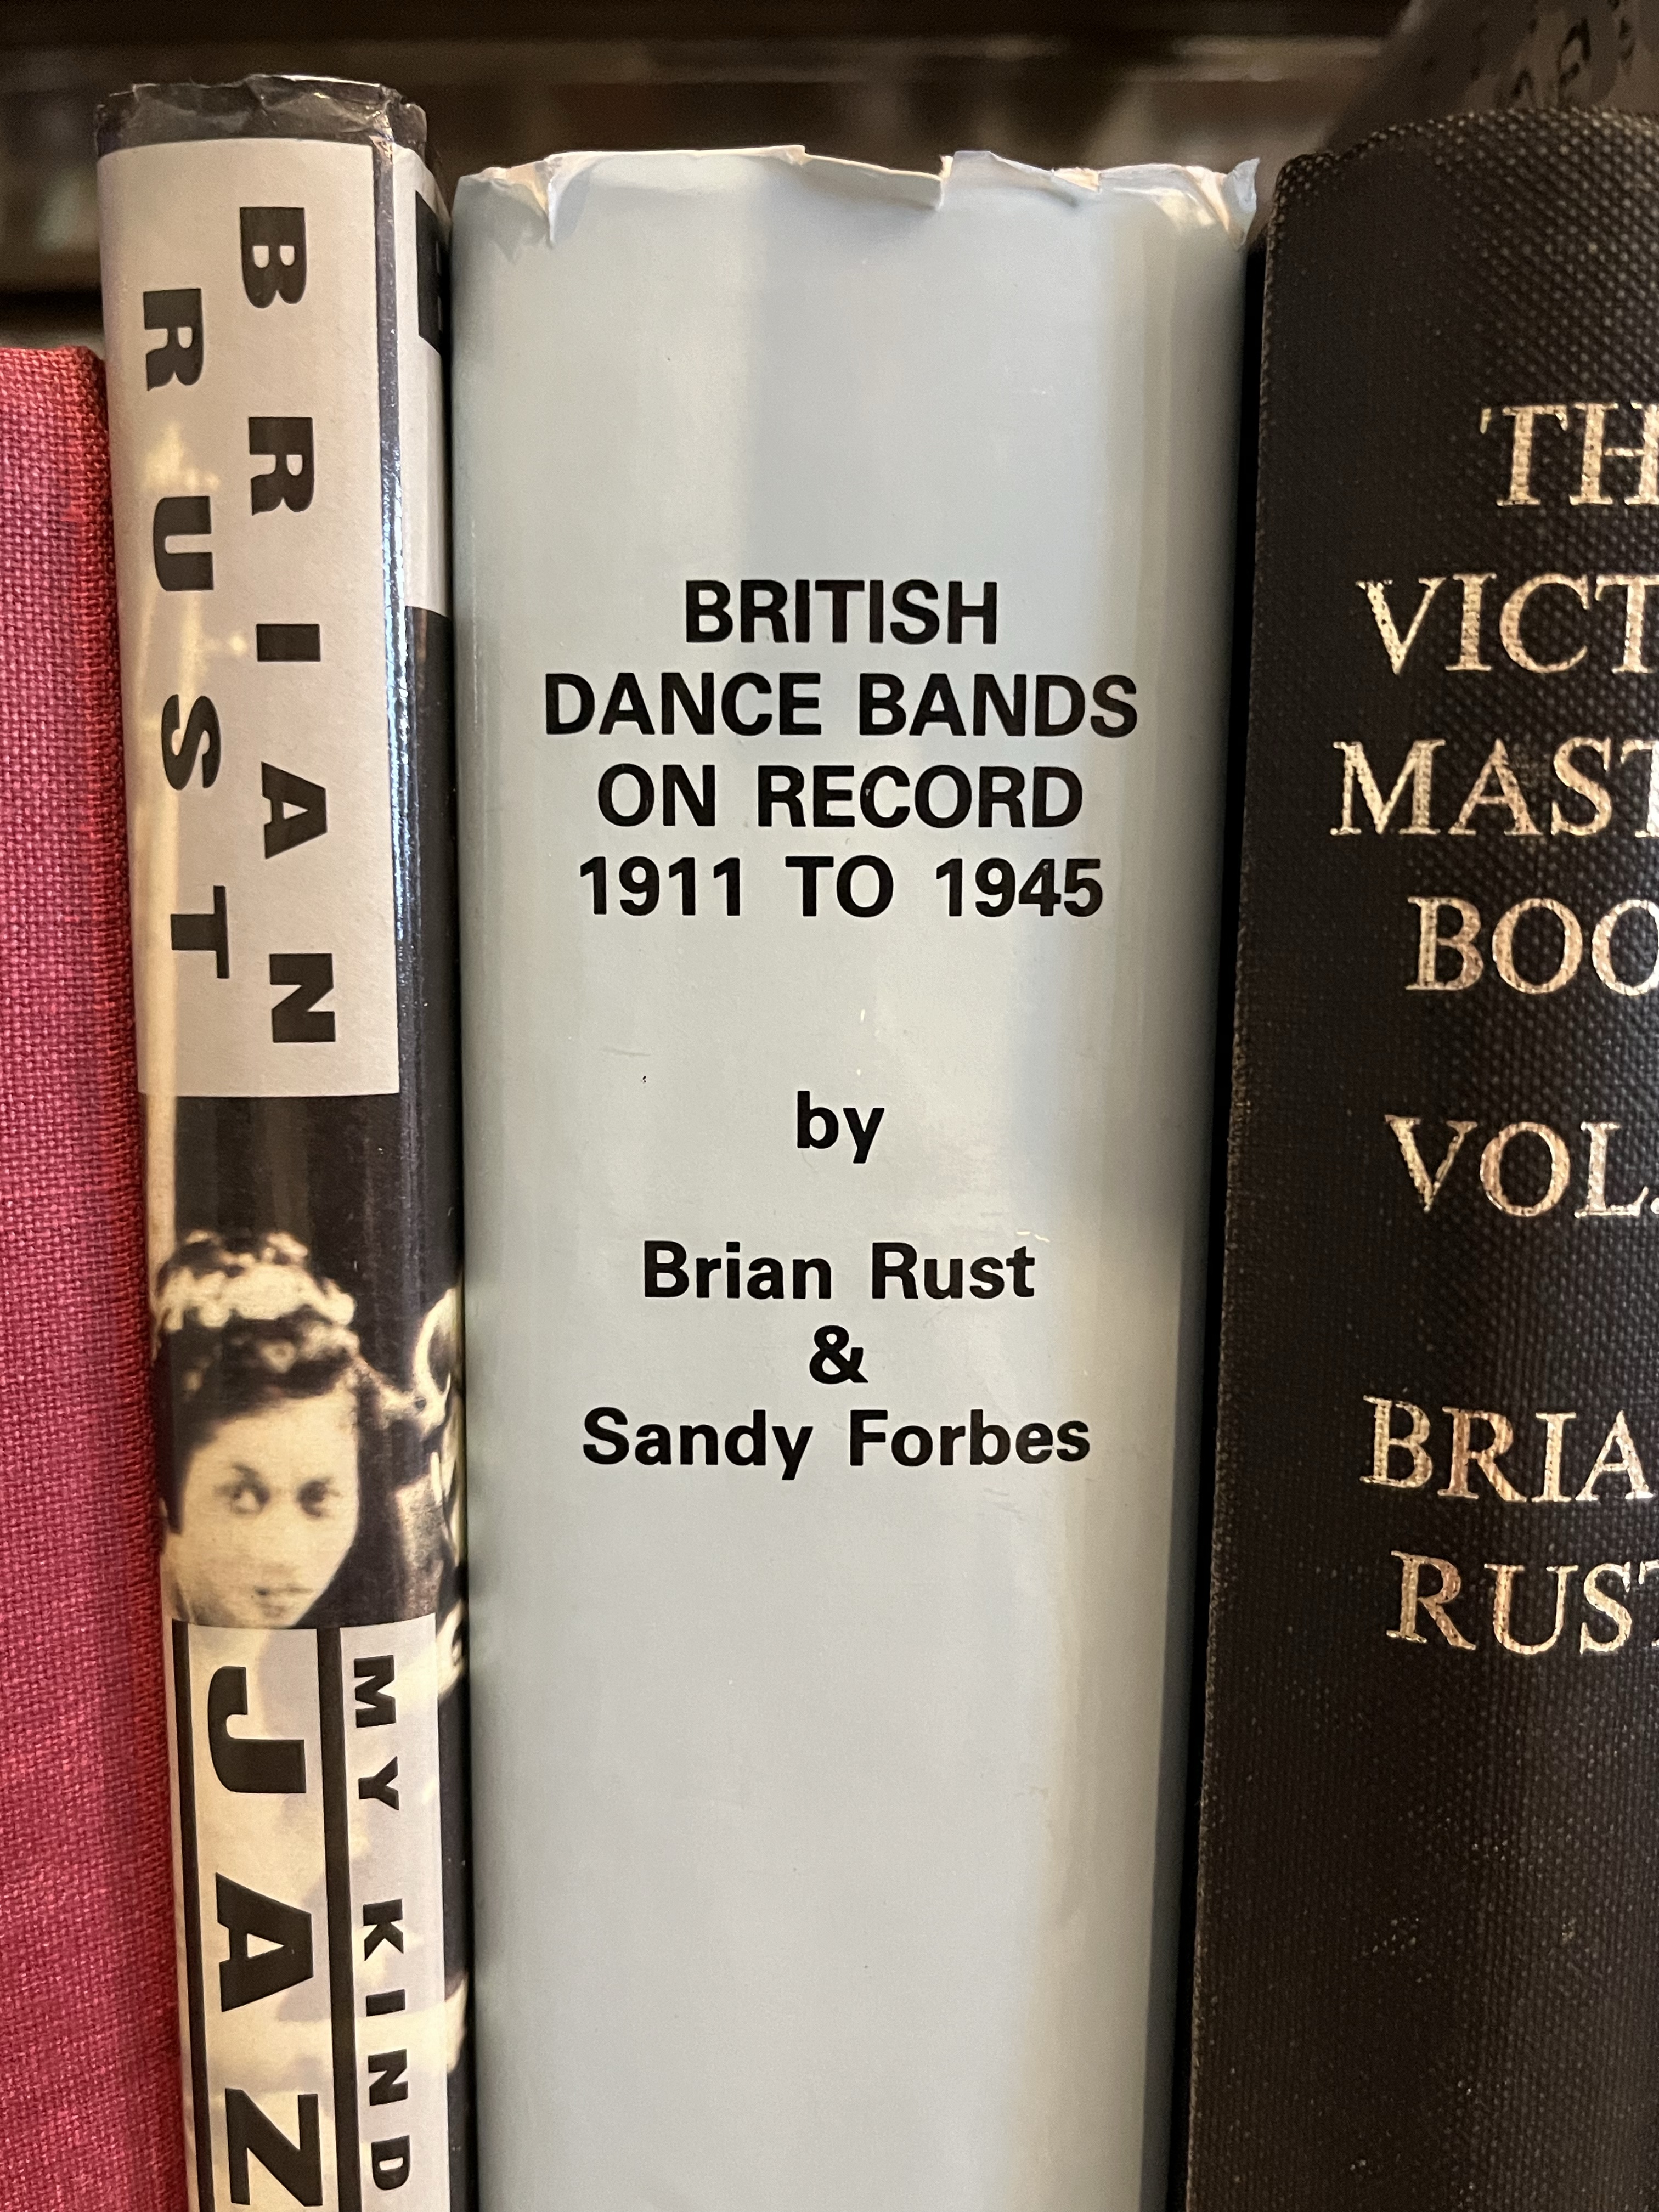 BRIAN
RUST
MY KIND
JAZ
BRITISH
DANCE BANDS
ON RECORD
1911 TO 1945
by
Brian Rust
&
Sandy Forbes
TH
VICT
MAST
BOO
VOL.
BRIA
RUST